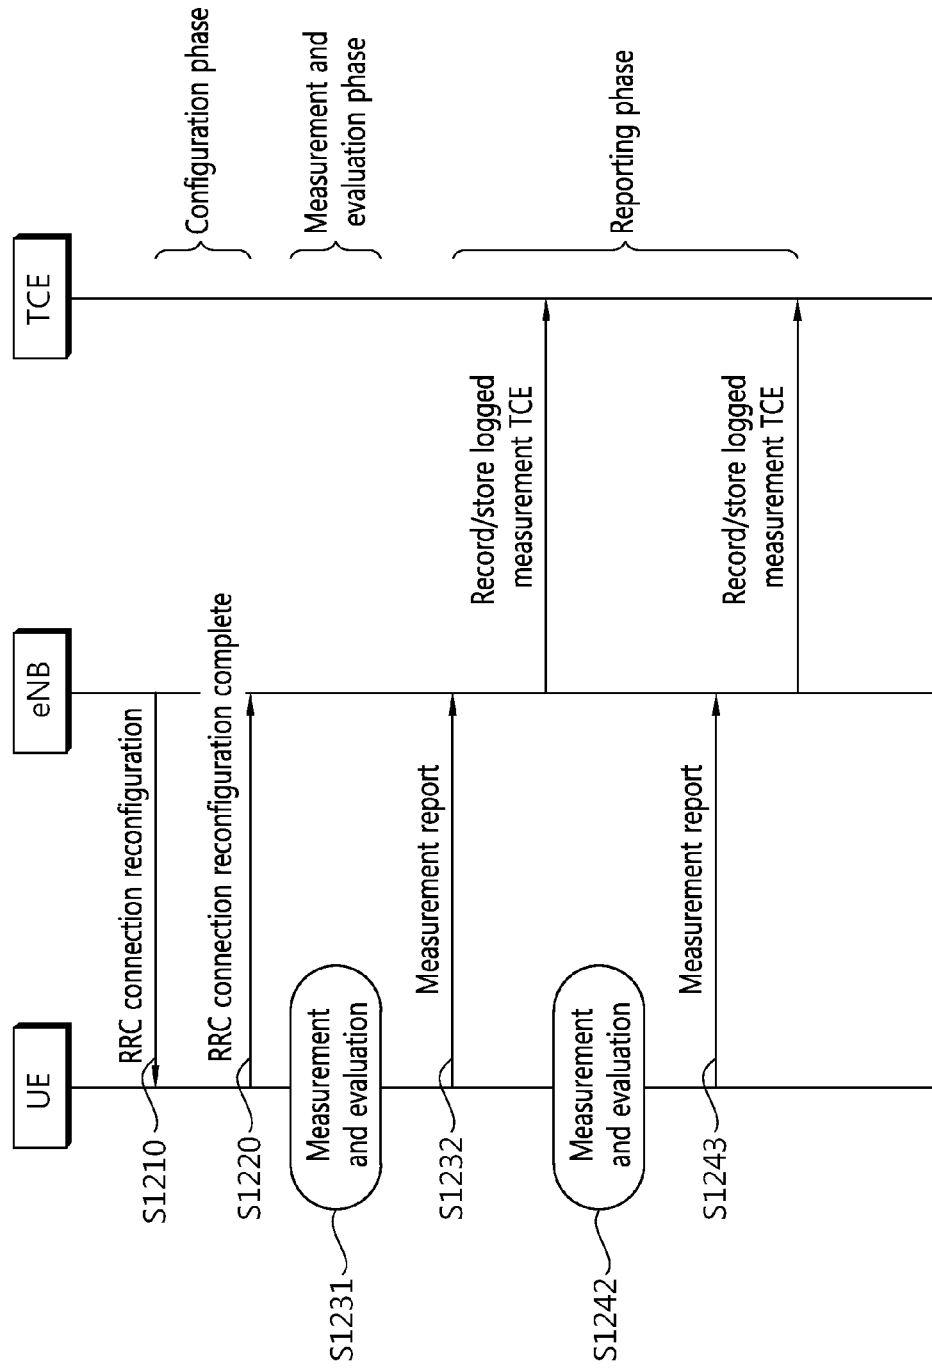 UE
eNB
TCE
S1210
RRC connection reconfiguration
Configuration phase
S1220
RRC connection reconfiguration complete
S1231
Measurement
and evaluation
Measurement and
evaluation phase
S1232
Measurement report
Record/store logged
measurement TCE
Reporting phase
S1242
Measurement
and evaluation
S1243
Measurement report
Record/store logged
measurement TCE